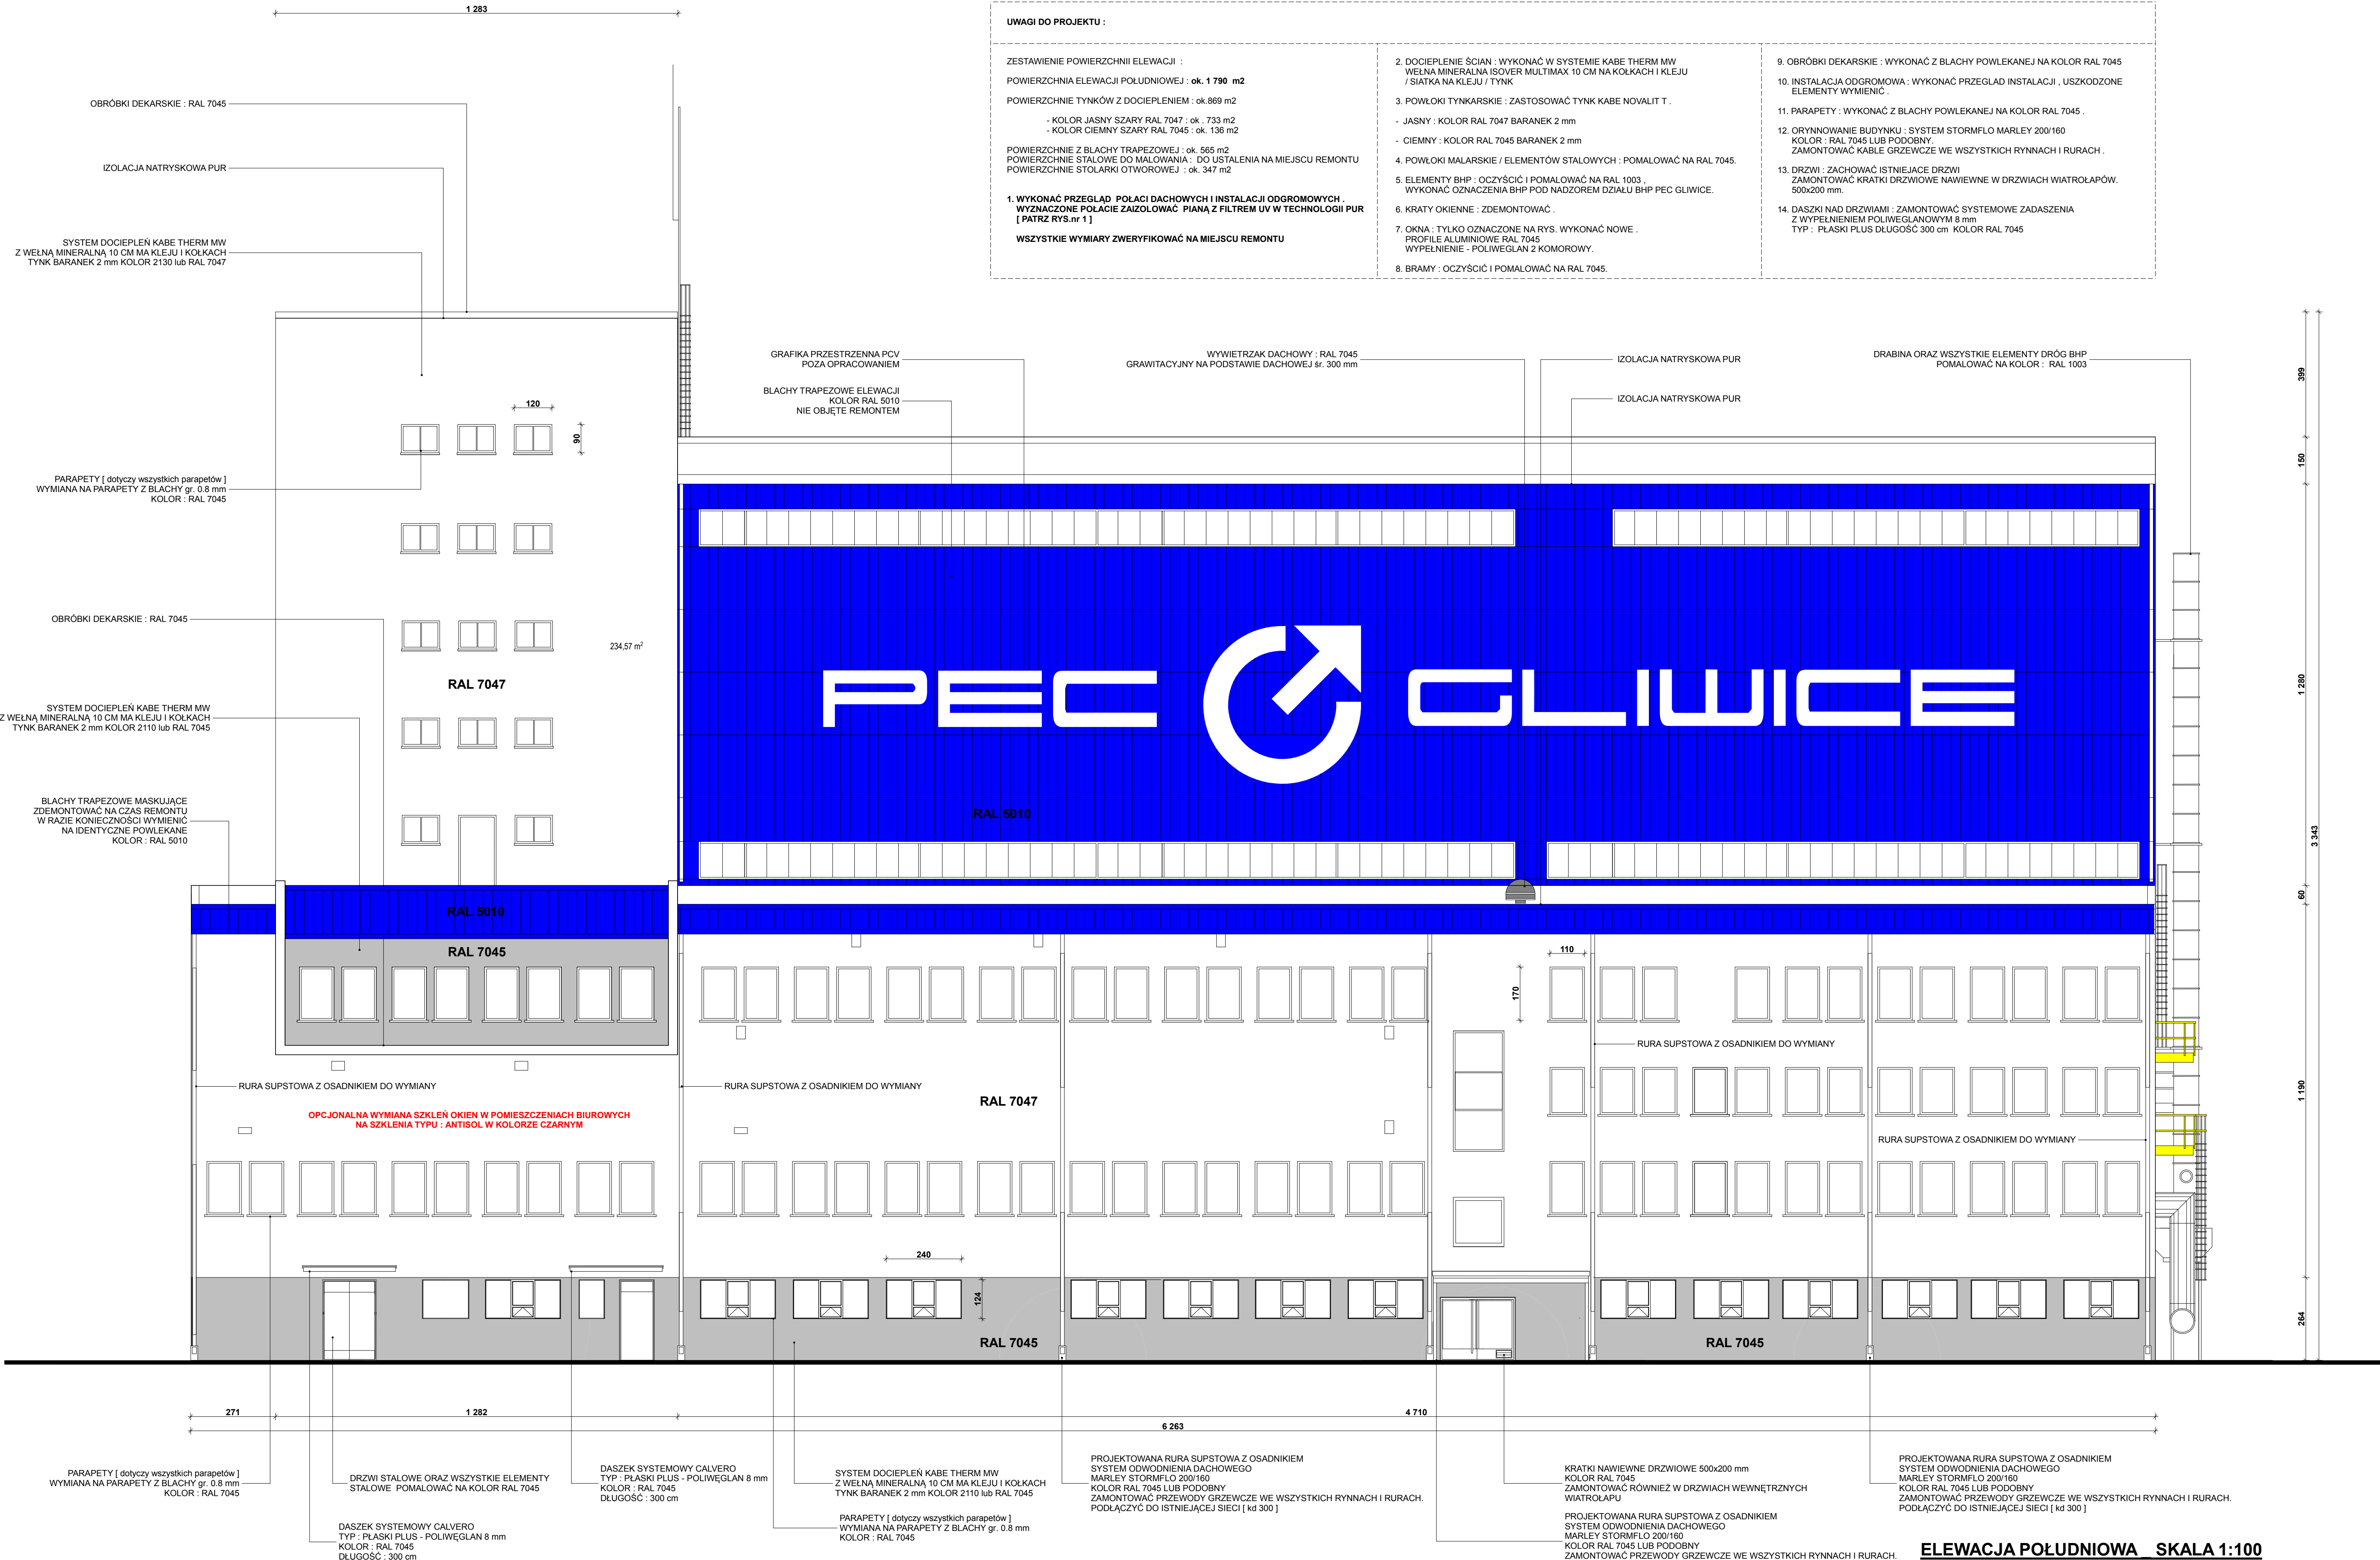 1 283
UWAGI DO PROJEKTU :
ZESTAWIENIE POWIERZCHNII ELEWACJI :
POWIERZCHNIA ELEWACJI POŁUDNIOWEJ : ok. 1 790 m2
POWIERZCHNIE TYNKÓW Z DOCIEPLENIEM : ok.869 m2
- KOLOR JASNY SZARY RAL 7047 : ok . 733 m2
- KOLOR CIEMNY SZARY RAL 7045 : ok. 136 m2
POWIERZCHNIE Z BLACHY TRAPEZOWEJ : ok. 565 m2
POWIERZCHNIE STALOWE DO MALOWANIA : DO USTALENIA NA MIEJSCU REMONTU
POWIERZCHNIE STOLARKI OTWOROWEJ : ok. 347 m2
1. WYKONAĆ PRZEGLĄD POŁACI DACHOWYCH I INSTALACJI ODGROMOWYCH .
WYZNACZONE POŁACIE ZAIZOLOWAĆ PIANĄ Z FILTREM UV W TECHNOLOGII PUR
[ PATRZ RYS.nr 1 ]
WSZYSTKIE WYMIARY ZWERYFIKOWAĆ NA MIEJSCU REMONTU
2. DOCIEPLENIE ŚCIAN : WYKONAĆ W SYSTEMIE KABE THERM MW
WEŁNA MINERALNA ISOVER MULTIMAX 10 CM NA KOŁKACH I KLEJU
/ SIATKA NA KLEJU / TYNK
3. POWŁOKI TYNKARSKIE : ZASTOSOWAĆ TYNK KABE NOVALIT T .
- JASNY : KOLOR RAL 7047 BARANEK 2 mm
- CIEMNY : KOLOR RAL 7045 BARANEK 2 mm
4. POWŁOKI MALARSKIE / ELEMENTÓW STALOWYCH : POMALOWAĆ NA RAL 7045.
5. ELEMENTY BHP : OCZYŚCIĆ I POMALOWAĆ NA RAL 1003 ,
WYKONAĆ OZNACZENIA BHP POD NADZOREM DZIAŁU BHP PEC GLIWICE.
6. KRATY OKIENNE : ZDEMONTOWAĆ .
7. OKNA : TYLKO OZNACZONE NA RYS. WYKONAĆ NOWE .
PROFILE ALUMINIOWE RAL 7045
WYPEŁNIENIE - POLIWEGLAN 2 KOMOROWY.
8. BRAMY : OCZYŚCIĆ I POMALOWAĆ NA RAL 7045.
9. OBRÓBKI DEKARSKIE : WYKONAĆ Z BLACHY POWLEKANEJ NA KOLOR RAL 7045
10. INSTALACJA ODGROMOWA : WYKONAĆ PRZEGLAD INSTALACJI , USZKODZONE
ELEMENTY WYMIENIĆ .
11. PARAPETY : WYKONAĆ Z BLACHY POWLEKANEJ NA KOLOR RAL 7045 .
12. ORYNNOWANIE BUDYNKU : SYSTEM STORMFLO MARLEY 200/160
KOLOR : RAL 7045 LUB PODOBNY.
ZAMONTOWAĆ KABLE GRZEWCZE WE WSZYSTKICH RYNNACH I RURACH .
13. DRZWI : ZACHOWAĆ ISTNIEJACE DRZWI
ZAMONTOWAĆ KRATKI DRZWIOWE NAWIEWNE W DRZWIACH WIATROŁAPÓW.
500x200 mm.
14. DASZKI NAD DRZWIAMI : ZAMONTOWAĆ SYSTEMOWE ZADASZENIA
Z WYPEŁNIENIEM POLIWEGLANOWYM 8 mm
TYP : PŁASKI PLUS DŁUGOŚĆ 300 cm KOLOR RAL 7045
OBRÓBKI DEKARSKIE : RAL 7045
IZOLACJA NATRYSKOWA PUR
SYSTEM DOCIEPLEŃ KABE THERM MW
Z WEŁNĄ MINERALNĄ 10 CM MA KLEJU I KOŁKACH
TYNK BARANEK 2 mm KOLOR 2130 lub RAL 7047
GRAFIKA PRZESTRZENNA PCV
POZA OPRACOWANIEM
BLACHY TRAPEZOWE ELEWACJI
KOLOR RAL 5010
NIE OBJĘTE REMONTEM
WYWIETRZAK DACHOWY : RAL 7045
GRAWITACYJNY NA PODSTAWIE DACHOWEJ śr. 300 mm
IZOLACJA NATRYSKOWA PUR
IZOLACJA NATRYSKOWA PUR
DRABINA ORAZ WSZYSTKIE ELEMENTY DRÓG BHP
POMALOWAĆ NA KOLOR : RAL 1003
120
90
399
150
1 280
3 343
60
1 190
264
PARAPETY [ dotyczy wszystkich parapetów ]
WYMIANA NA PARAPETY Z BLACHY gr. 0.8 mm
KOLOR : RAL 7045
OBRÓBKI DEKARSKIE : RAL 7045
234,57 m²
RAL 7047
PEC GLIWICE
SYSTEM DOCIEPLEŃ KABE THERM MW
Z WEŁNĄ MINERALNĄ 10 CM MA KLEJU I KOŁKACH
TYNK BARANEK 2 mm KOLOR 2110 lub RAL 7045
BLACHY TRAPEZOWE MASKUJĄCE
ZDEMONTOWAĆ NA CZAS REMONTU
W RAZIE KONIECZNOŚCI WYMIENIĆ
NA IDENTYCZNE POWLEKANE
KOLOR : RAL 5010
RAL 5010
RAL 5010
RAL 7045
110
170
RURA SUPSTOWA Z OSADNIKIEM DO WYMIANY
RURA SUPSTOWA Z OSADNIKIEM DO WYMIANY
RURA SUPSTOWA Z OSADNIKIEM DO WYMIANY
RAL 7047
OPCJONALNA WYMIANA SZKLEŃ OKIEN W POMIESZCZENIACH BIUROWYCH
NA SZKLENIA TYPU : ANTISOL W KOLORZE CZARNYM
RURA SUPSTOWA Z OSADNIKIEM DO WYMIANY
240
124
RAL 7045
RAL 7045
271
1 282
4 710
6 263
PARAPETY [ dotyczy wszystkich parapetów ]
WYMIANA NA PARAPETY Z BLACHY gr. 0.8 mm
KOLOR : RAL 7045
DRZWI STALOWE ORAZ WSZYSTKIE ELEMENTY
STALOWE POMALOWAĆ NA KOLOR RAL 7045
DASZEK SYSTEMOWY CALVERO
TYP : PŁASKI PLUS - POLIWĘGLAN 8 mm
KOLOR : RAL 7045
DŁUGOŚĆ : 300 cm
DASZEK SYSTEMOWY CALVERO
TYP : PŁASKI PLUS - POLIWĘGLAN 8 mm
KOLOR : RAL 7045
DŁUGOŚĆ : 300 cm
SYSTEM DOCIEPLEŃ KABE THERM MW
Z WEŁNĄ MINERALNĄ 10 CM MA KLEJU I KOŁKACH
TYNK BARANEK 2 mm KOLOR 2110 lub RAL 7045
PARAPETY [ dotyczy wszystkich parapetów ]
WYMIANA NA PARAPETY Z BLACHY gr. 0.8 mm
KOLOR : RAL 7045
PROJEKTOWANA RURA SUPSTOWA Z OSADNIKIEM
SYSTEM ODWODNIENIA DACHOWEGO
MARLEY STORMFLO 200/160
KOLOR RAL 7045 LUB PODOBNY
ZAMONTOWAĆ PRZEWODY GRZEWCZE WE WSZYSTKICH RYNNACH I RURACH.
PODŁĄCZYĆ DO ISTNIEJĄCEJ SIECI [ kd 300 ]
KRATKI NAWIEWNE DRZWIOWE 500x200 mm
KOLOR RAL 7045
ZAMONTOWAĆ RÓWNIEŻ W DRZWIACH WEWNĘTRZNYCH
WIATROŁAPU
PROJEKTOWANA RURA SUPSTOWA Z OSADNIKIEM
SYSTEM ODWODNIENIA DACHOWEGO
MARLEY STORMFLO 200/160
KOLOR RAL 7045 LUB PODOBNY
ZAMONTOWAĆ PRZEWODY GRZEWCZE WE WSZYSTKICH RYNNACH I RURACH.
PROJEKTOWANA RURA SUPSTOWA Z OSADNIKIEM
SYSTEM ODWODNIENIA DACHOWEGO
MARLEY STORMFLO 200/160
KOLOR RAL 7045 LUB PODOBNY
ZAMONTOWAĆ PRZEWODY GRZEWCZE WE WSZYSTKICH RYNNACH I RURACH.
PODŁĄCZYĆ DO ISTNIEJĄCEJ SIECI [ kd 300 ]
ELEWACJA POŁUDNIOWA _ SKALA 1:100